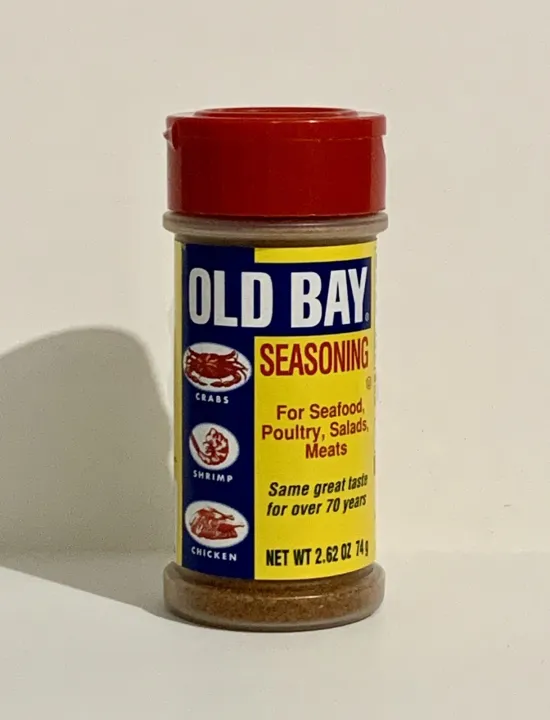 OLD BAY®
SEASONING
CRABS
For Seafood,
Poultry, Salads,
Meats
SHRIMP
Same great taste
for over 70 years
CHICKEN
NET WT 2.62 OZ 74g